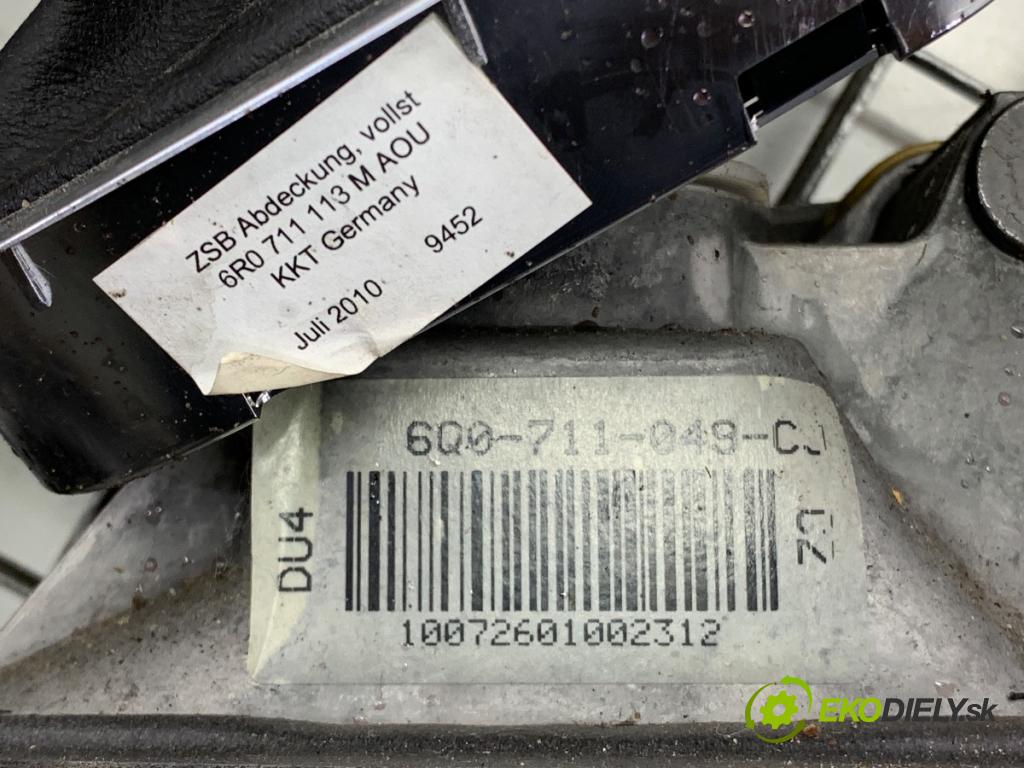 ZSB Abdeckung, vollst
6R0 711 113 M AOU
KKT Germany
Juli 2010 9452
6Q0-711-049-CJ
DU4
10072601002312
EKODIELY.sk